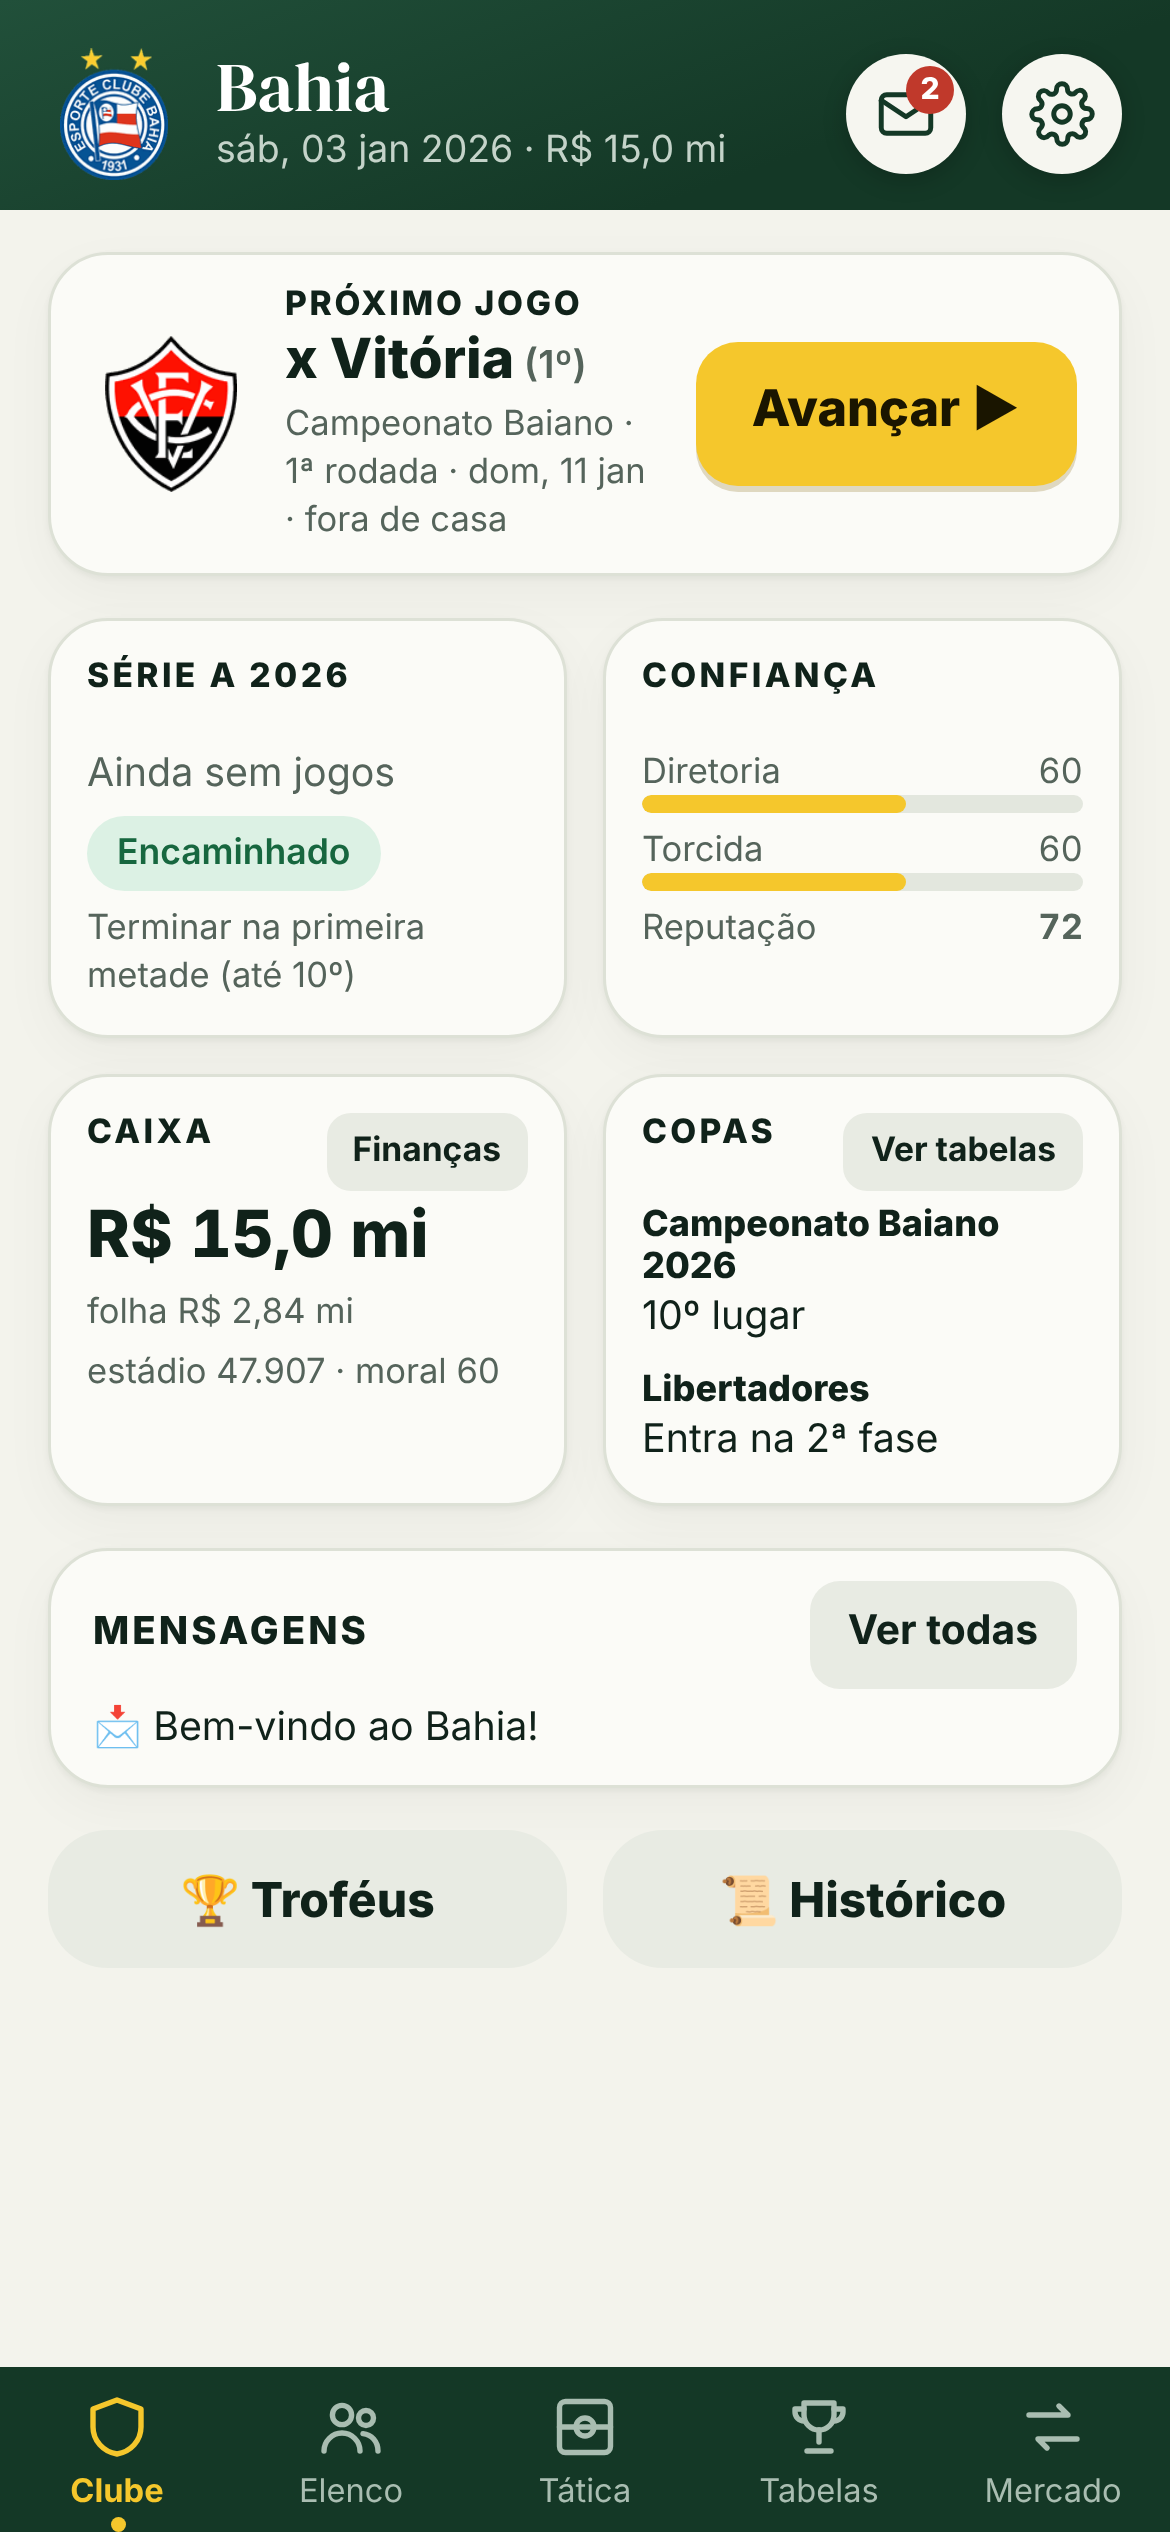 ESPORTE CLUBE BAHIA
1931
Bahia
sáb, 03 jan 2026 · R$ 15,0 mi
2
PRÓXIMO JOGO
x Vitória (1º)
Campeonato Baiano ·
1ª rodada · dom, 11 jan
· fora de casa
Avançar ▶
SÉRIE A 2026
Ainda sem jogos
Encaminhado
Terminar na primeira
metade (até 10º)
CONFIANÇA
Diretoria 60
Torcida 60
Reputação 72
CAIXA
Finanças
R$ 15,0 mi
folha R$ 2,84 mi
estádio 47.907 · moral 60
COPAS
Ver tabelas
Campeonato Baiano
2026
10º lugar
Libertadores
Entra na 2ª fase
MENSAGENS
Ver todas
📩 Bem-vindo ao Bahia!
🏆 Troféus
📜 Histórico
Clube
Elenco
Tática
Tabelas
Mercado